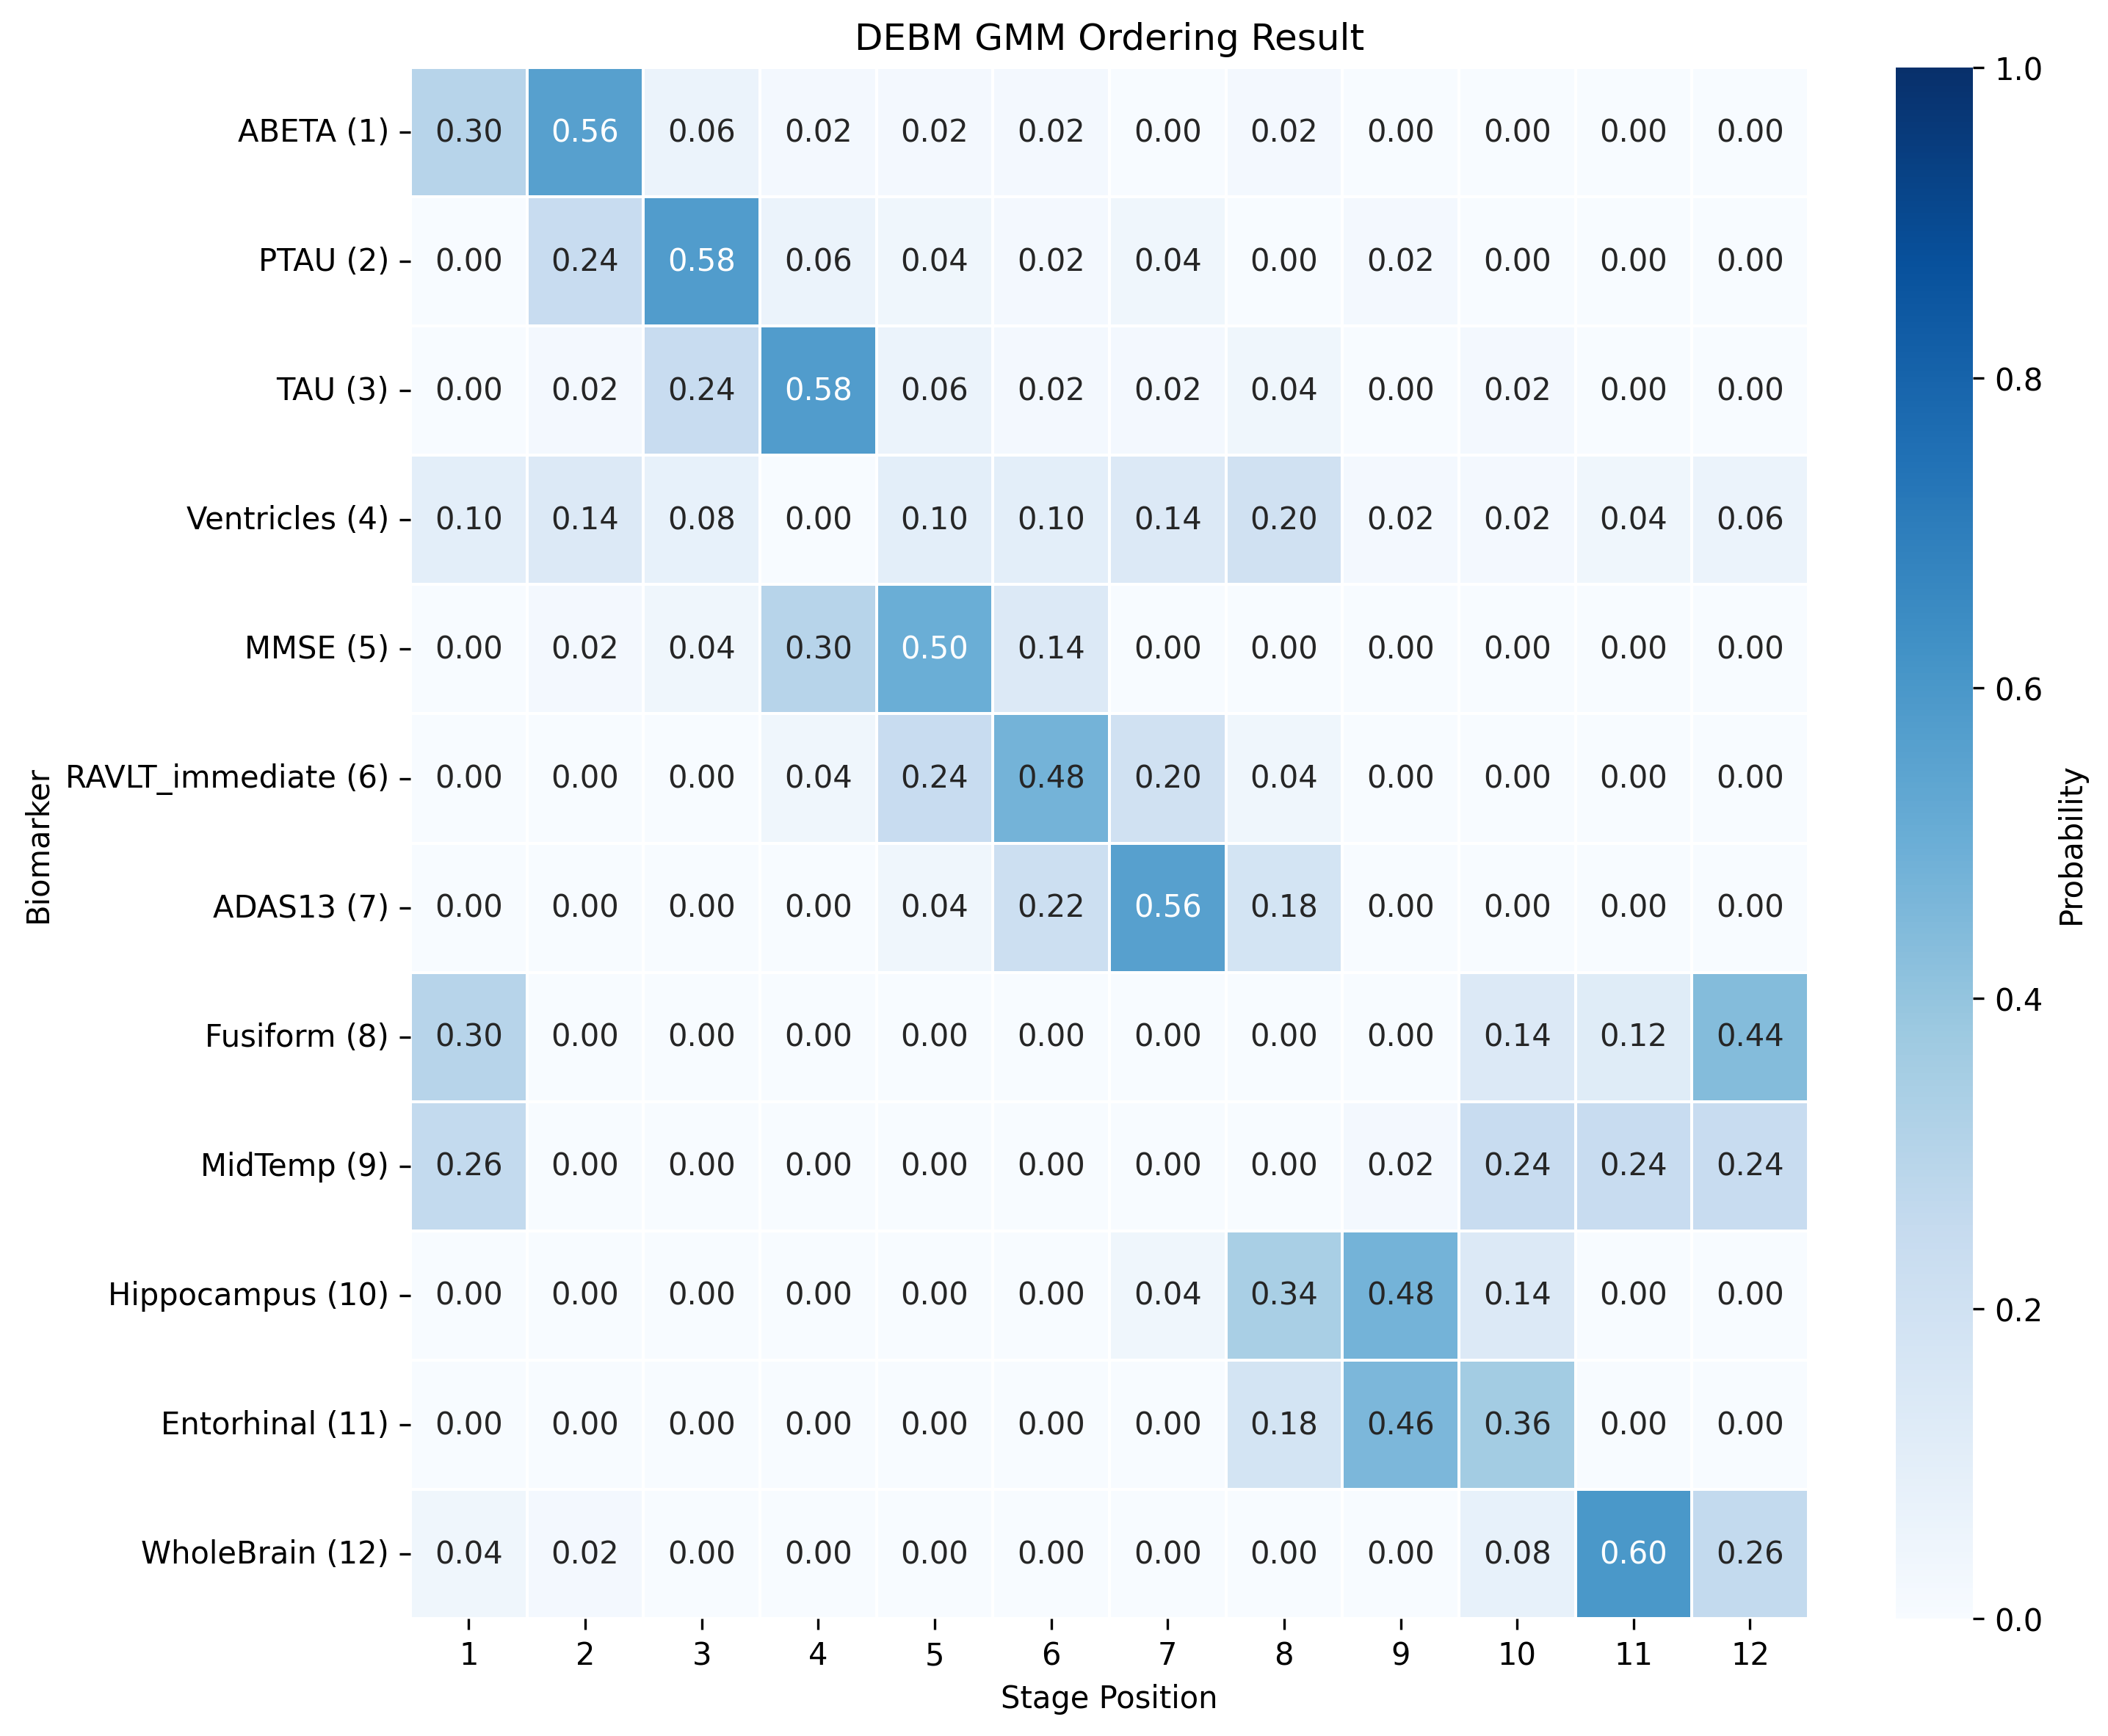 DEBM GMM Ordering Result
ABETA (1) 0.30 0.56 0.06 0.02 0.02 0.02 0.00 0.02 0.00 0.00 0.00 0.00
PTAU (2) 0.00 0.24 0.58 0.06 0.04 0.02 0.04 0.00 0.02 0.00 0.00 0.00
TAU (3) 0.00 0.02 0.24 0.58 0.06 0.02 0.02 0.04 0.00 0.02 0.00 0.00
Ventricles (4) 0.10 0.14 0.08 0.00 0.10 0.10 0.14 0.20 0.02 0.02 0.04 0.06
MMSE (5) 0.00 0.02 0.04 0.30 0.50 0.14 0.00 0.00 0.00 0.00 0.00 0.00
RAVLT_immediate (6) 0.00 0.00 0.00 0.04 0.24 0.48 0.20 0.04 0.00 0.00 0.00 0.00
ADAS13 (7) 0.00 0.00 0.00 0.00 0.04 0.22 0.56 0.18 0.00 0.00 0.00 0.00
Fusiform (8) 0.30 0.00 0.00 0.00 0.00 0.00 0.00 0.00 0.00 0.14 0.12 0.44
MidTemp (9) 0.26 0.00 0.00 0.00 0.00 0.00 0.00 0.00 0.02 0.24 0.24 0.24
Hippocampus (10) 0.00 0.00 0.00 0.00 0.00 0.00 0.04 0.34 0.48 0.14 0.00 0.00
Entorhinal (11) 0.00 0.00 0.00 0.00 0.00 0.00 0.00 0.18 0.46 0.36 0.00 0.00
WholeBrain (12) 0.04 0.02 0.00 0.00 0.00 0.00 0.00 0.00 0.00 0.08 0.60 0.26
1 2 3 4 5 6 7 8 9 10 11 12
Stage Position
Biomarker
1.0
0.8
0.6
0.4
0.2
0.0
Probability